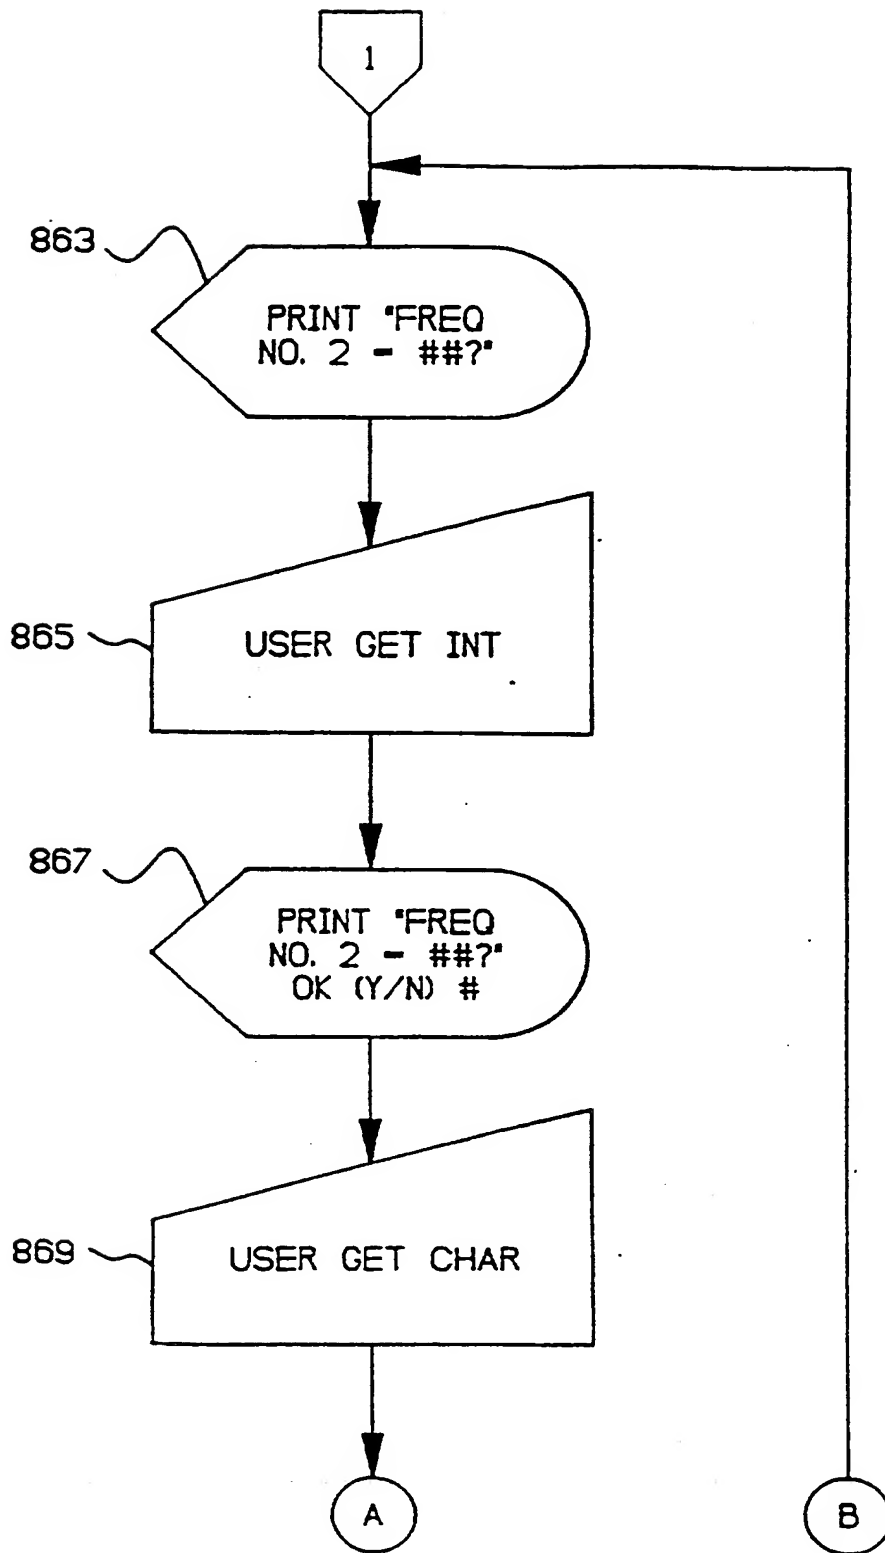 1
863
PRINT "FREQ
NO. 2 - ##?"
865
USER GET INT
867
PRINT "FREQ
NO. 2 - ##?"
OK (Y/N) #
869
USER GET CHAR
A
B